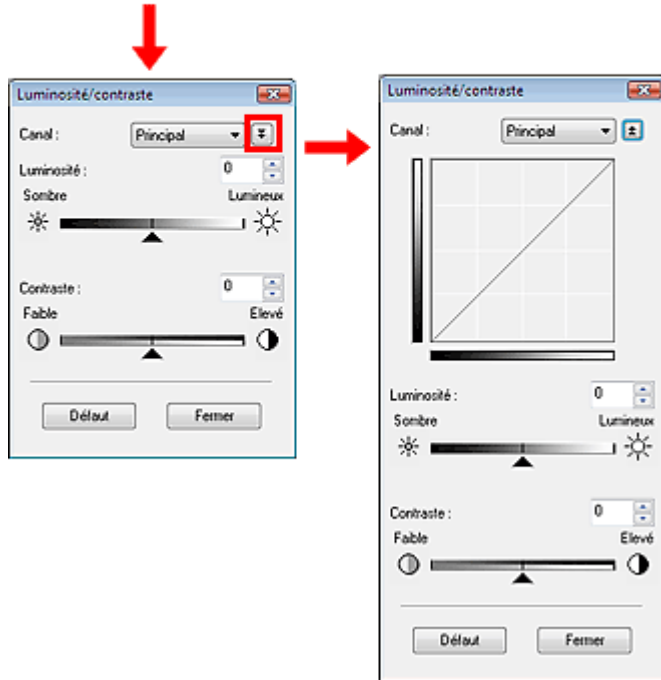 Luminosité/contraste
Canal : Principal
Luminosité : 0
Sombre Lumineux
Contraste : 0
Faible Elevé
Défaut Fermer
Luminosité/contraste
Canal : Principal
Luminosité : 0
Sombre Lumineux
Contraste : 0
Faible Elevé
Défaut Fermer